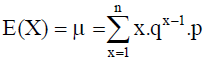 E(X) = μ = ∑_{x=1}^{n} x.q^{x−1}.p